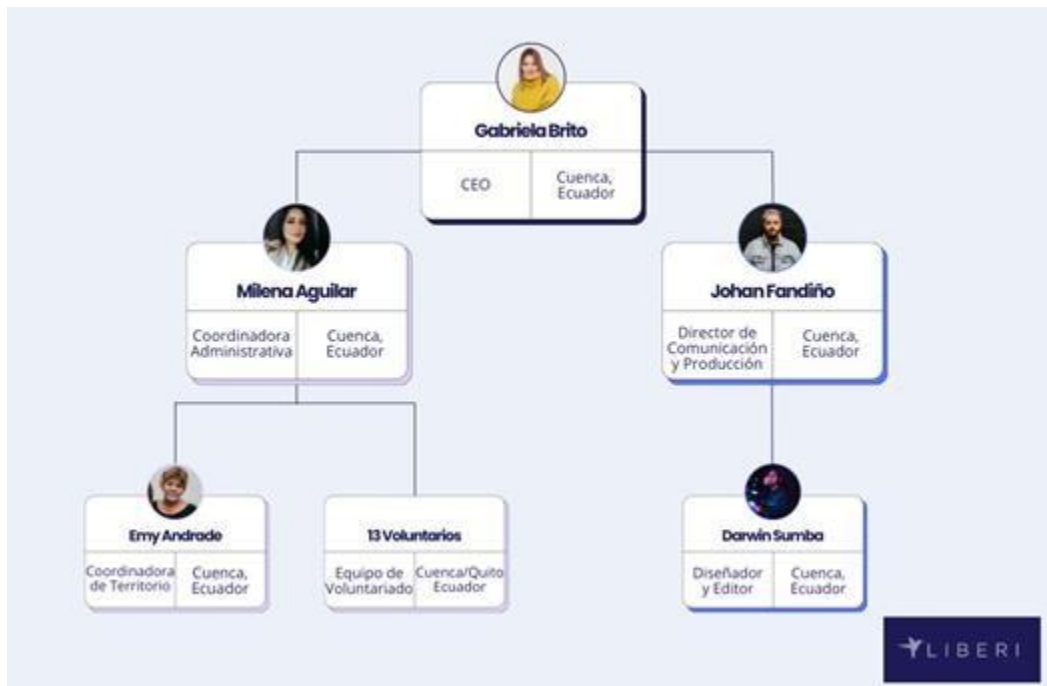 Gabriela Brito
CEO
Cuenca,
Ecuador
Milena Aguilar
Coordinadora
Administrativa
Cuenca,
Ecuador
Johan Fandiño
Director de
Comunicación
y Producción
Cuenca,
Ecuador
Emy Andrade
Coordinadora
de Territorio
Cuenca,
Ecuador
13 Voluntarios
Equipo de
Voluntariado
Cuenca/Quito
Ecuador
Darwin Sumba
Diseñador
y Editor
Cuenca,
Ecuador
LIBERI